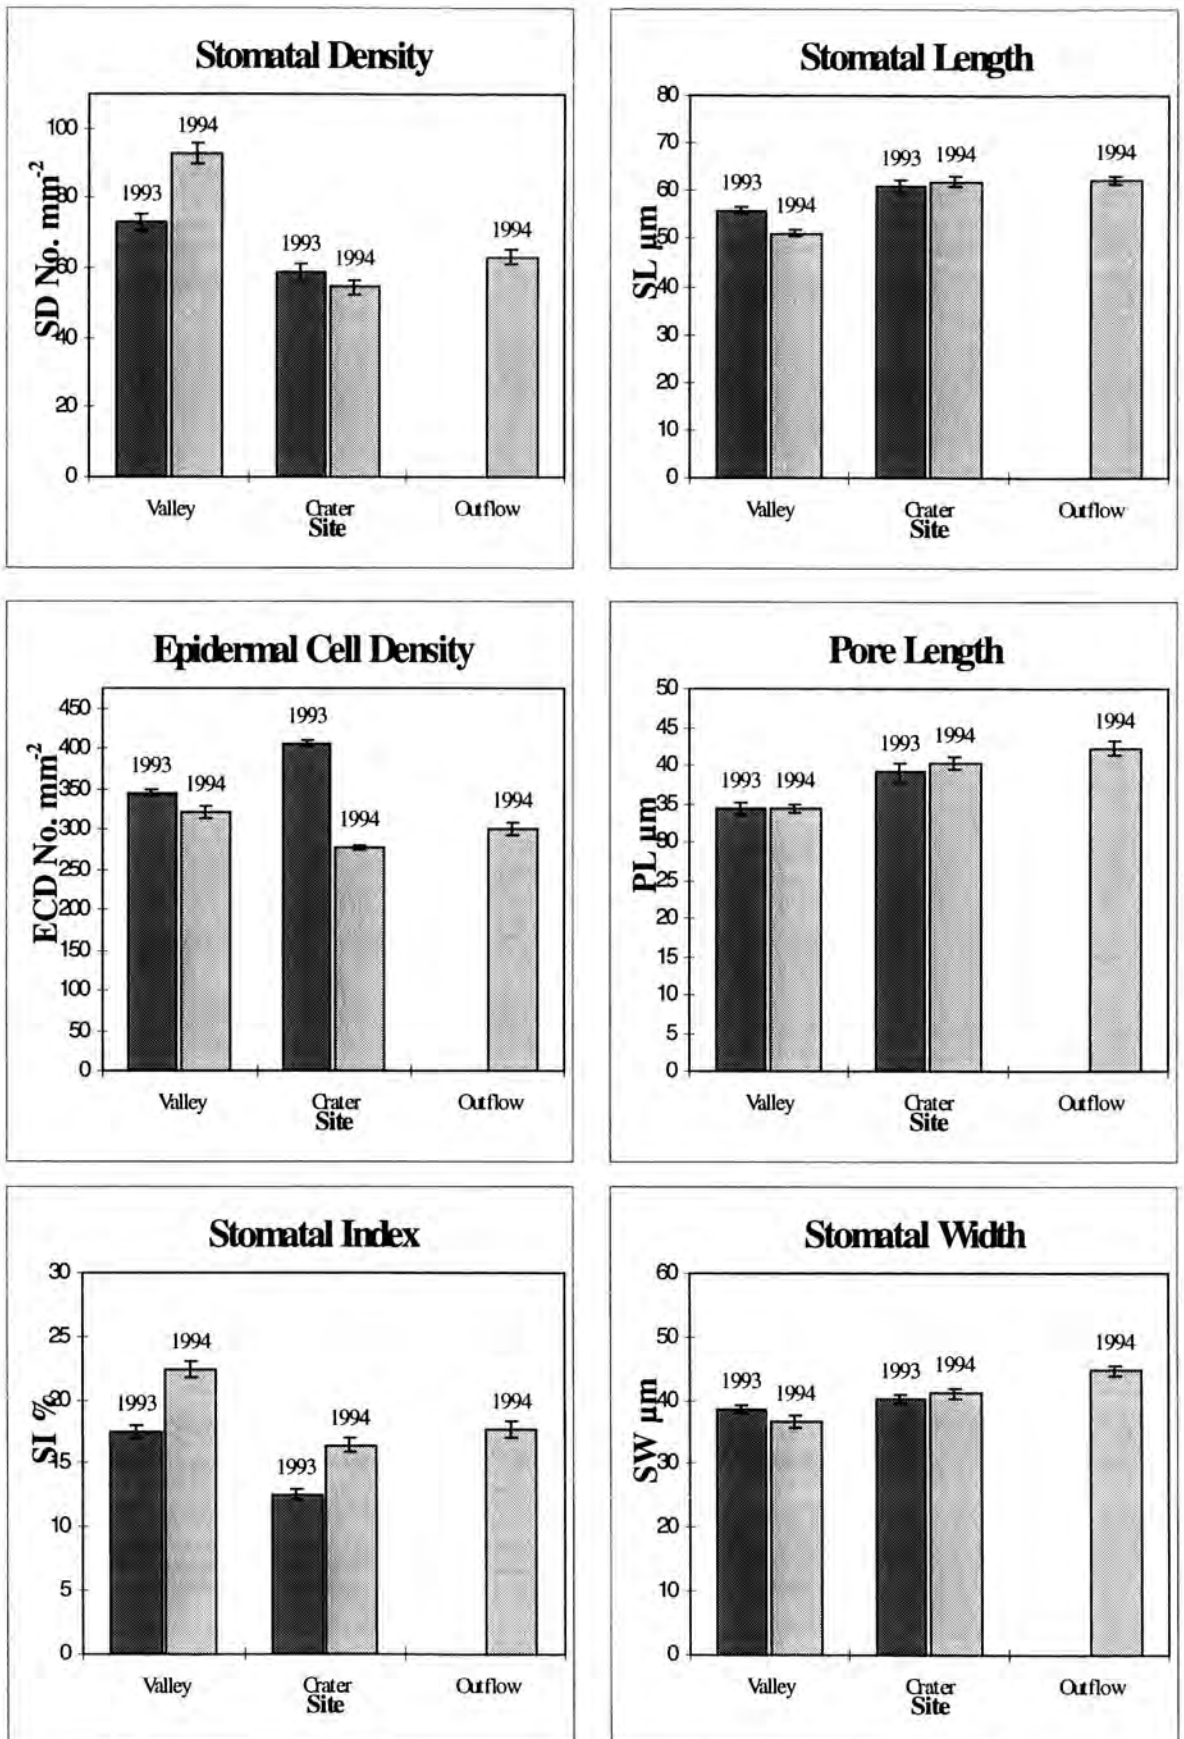 Stomatal Density
SD No. mm⁻²
100
80
60
40
20
0
1993
1994
1993
1994
1994
Valley
Crater
Outflow
Site
Stomatal Length
SL µm
80
70
60
50
40
30
20
10
0
1993
1994
1993
1994
1994
Valley
Crater
Outflow
Site
Epidermal Cell Density
ECD No. mm⁻²
450
400
350
300
250
200
150
100
50
0
1993
1994
1993
1994
1994
Valley
Crater
Outflow
Site
Pore Length
PL µm
50
45
40
35
30
25
20
15
10
5
0
1993
1994
1993
1994
1994
Valley
Crater
Outflow
Site
Stomatal Index
SI %
30
25
20
15
10
5
0
1993
1994
1993
1994
1994
Valley
Crater
Outflow
Site
Stomatal Width
SW µm
60
50
40
30
20
10
0
1993
1994
1993
1994
1994
Valley
Crater
Outflow
Site